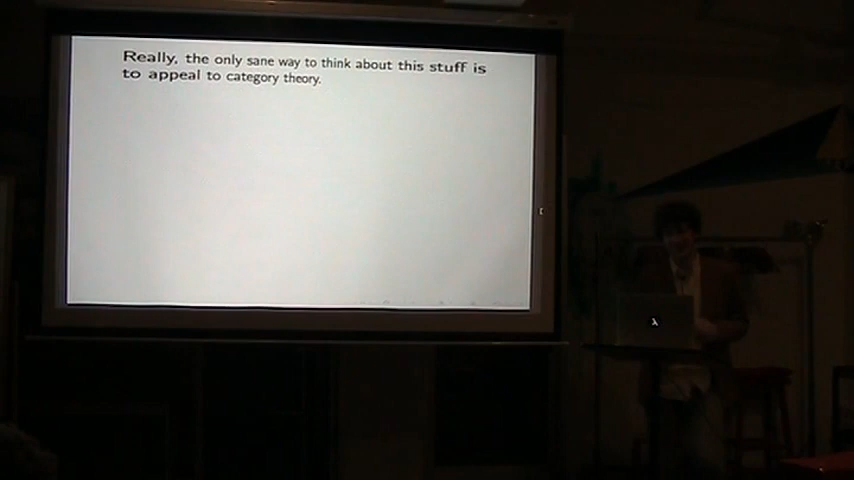 Really, the only sane way to think about this stuff is
to appeal to category theory.
λ